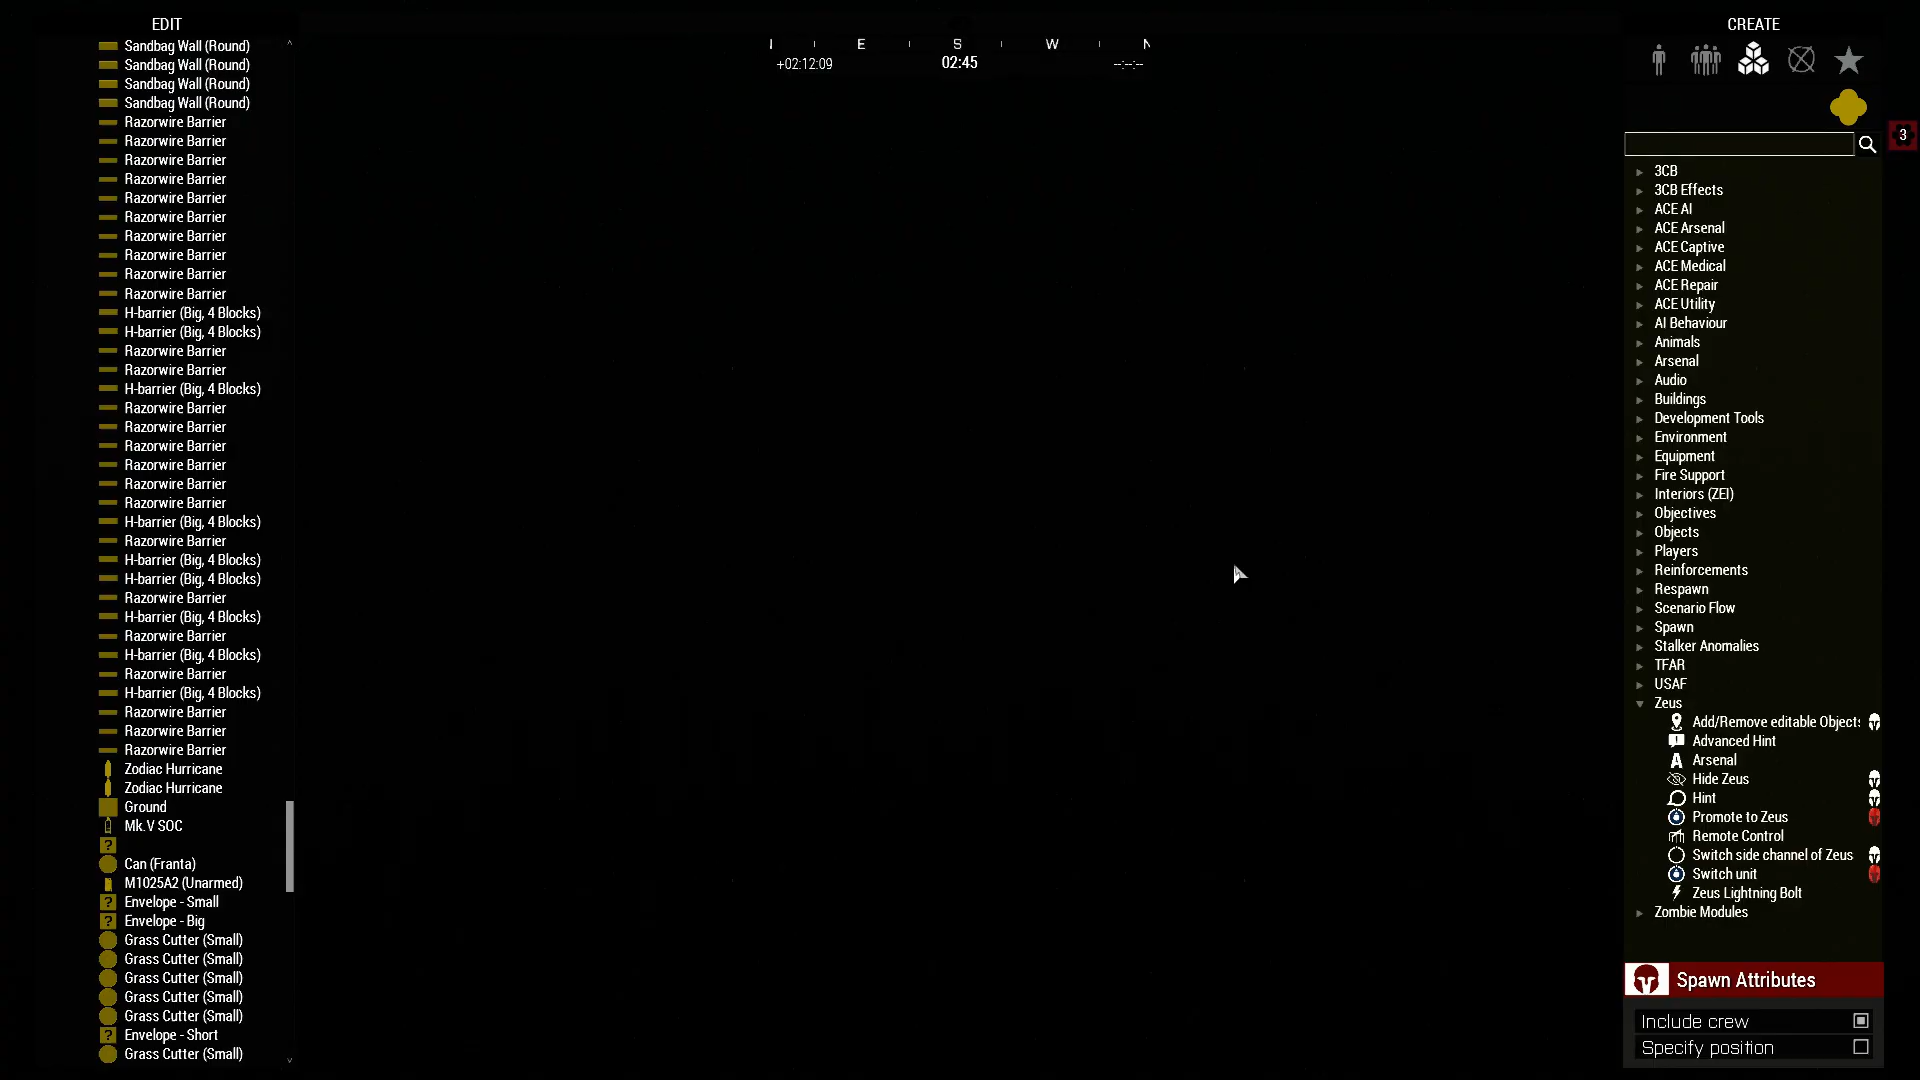 EDIT
Sandbag Wall (Round)
Sandbag Wall (Round)
Sandbag Wall (Round)
Sandbag Wall (Round)
Razorwire Barrier
Razorwire Barrier
Razorwire Barrier
Razorwire Barrier
Razorwire Barrier
Razorwire Barrier
Razorwire Barrier
Razorwire Barrier
Razorwire Barrier
Razorwire Barrier
H-barrier (Big, 4 Blocks)
H-barrier (Big, 4 Blocks)
Razorwire Barrier
Razorwire Barrier
H-barrier (Big, 4 Blocks)
Razorwire Barrier
Razorwire Barrier
Razorwire Barrier
Razorwire Barrier
Razorwire Barrier
Razorwire Barrier
H-barrier (Big, 4 Blocks)
Razorwire Barrier
H-barrier (Big, 4 Blocks)
H-barrier (Big, 4 Blocks)
Razorwire Barrier
H-barrier (Big, 4 Blocks)
Razorwire Barrier
H-barrier (Big, 4 Blocks)
Razorwire Barrier
H-barrier (Big, 4 Blocks)
Razorwire Barrier
Razorwire Barrier
Razorwire Barrier
Zodiac Hurricane
Zodiac Hurricane
Ground
Mk.V SOC
?
Can (Franta)
M1025A2 (Unarmed)
? Envelope - Small
? Envelope - Big
Grass Cutter (Small)
Grass Cutter (Small)
Grass Cutter (Small)
Grass Cutter (Small)
Grass Cutter (Small)
? Envelope - Short
Grass Cutter (Small)
E S W N
+02:12:09 02:45 --:--:--
CREATE
3
3CB
3CB Effects
ACE AI
ACE Arsenal
ACE Captive
ACE Medical
ACE Repair
ACE Utility
AI Behaviour
Animals
Arsenal
Audio
Buildings
Development Tools
Environment
Equipment
Fire Support
Interiors (ZEI)
Objectives
Objects
Players
Reinforcements
Respawn
Scenario Flow
Spawn
Stalker Anomalies
TFAR
USAF
Zeus
Add/Remove editable Objects
Advanced Hint
Arsenal
Hide Zeus
Hint
Promote to Zeus
Remote Control
Switch side channel of Zeus
Switch unit
Zeus Lightning Bolt
Zombie Modules
Spawn Attributes
Include crew
Specify position